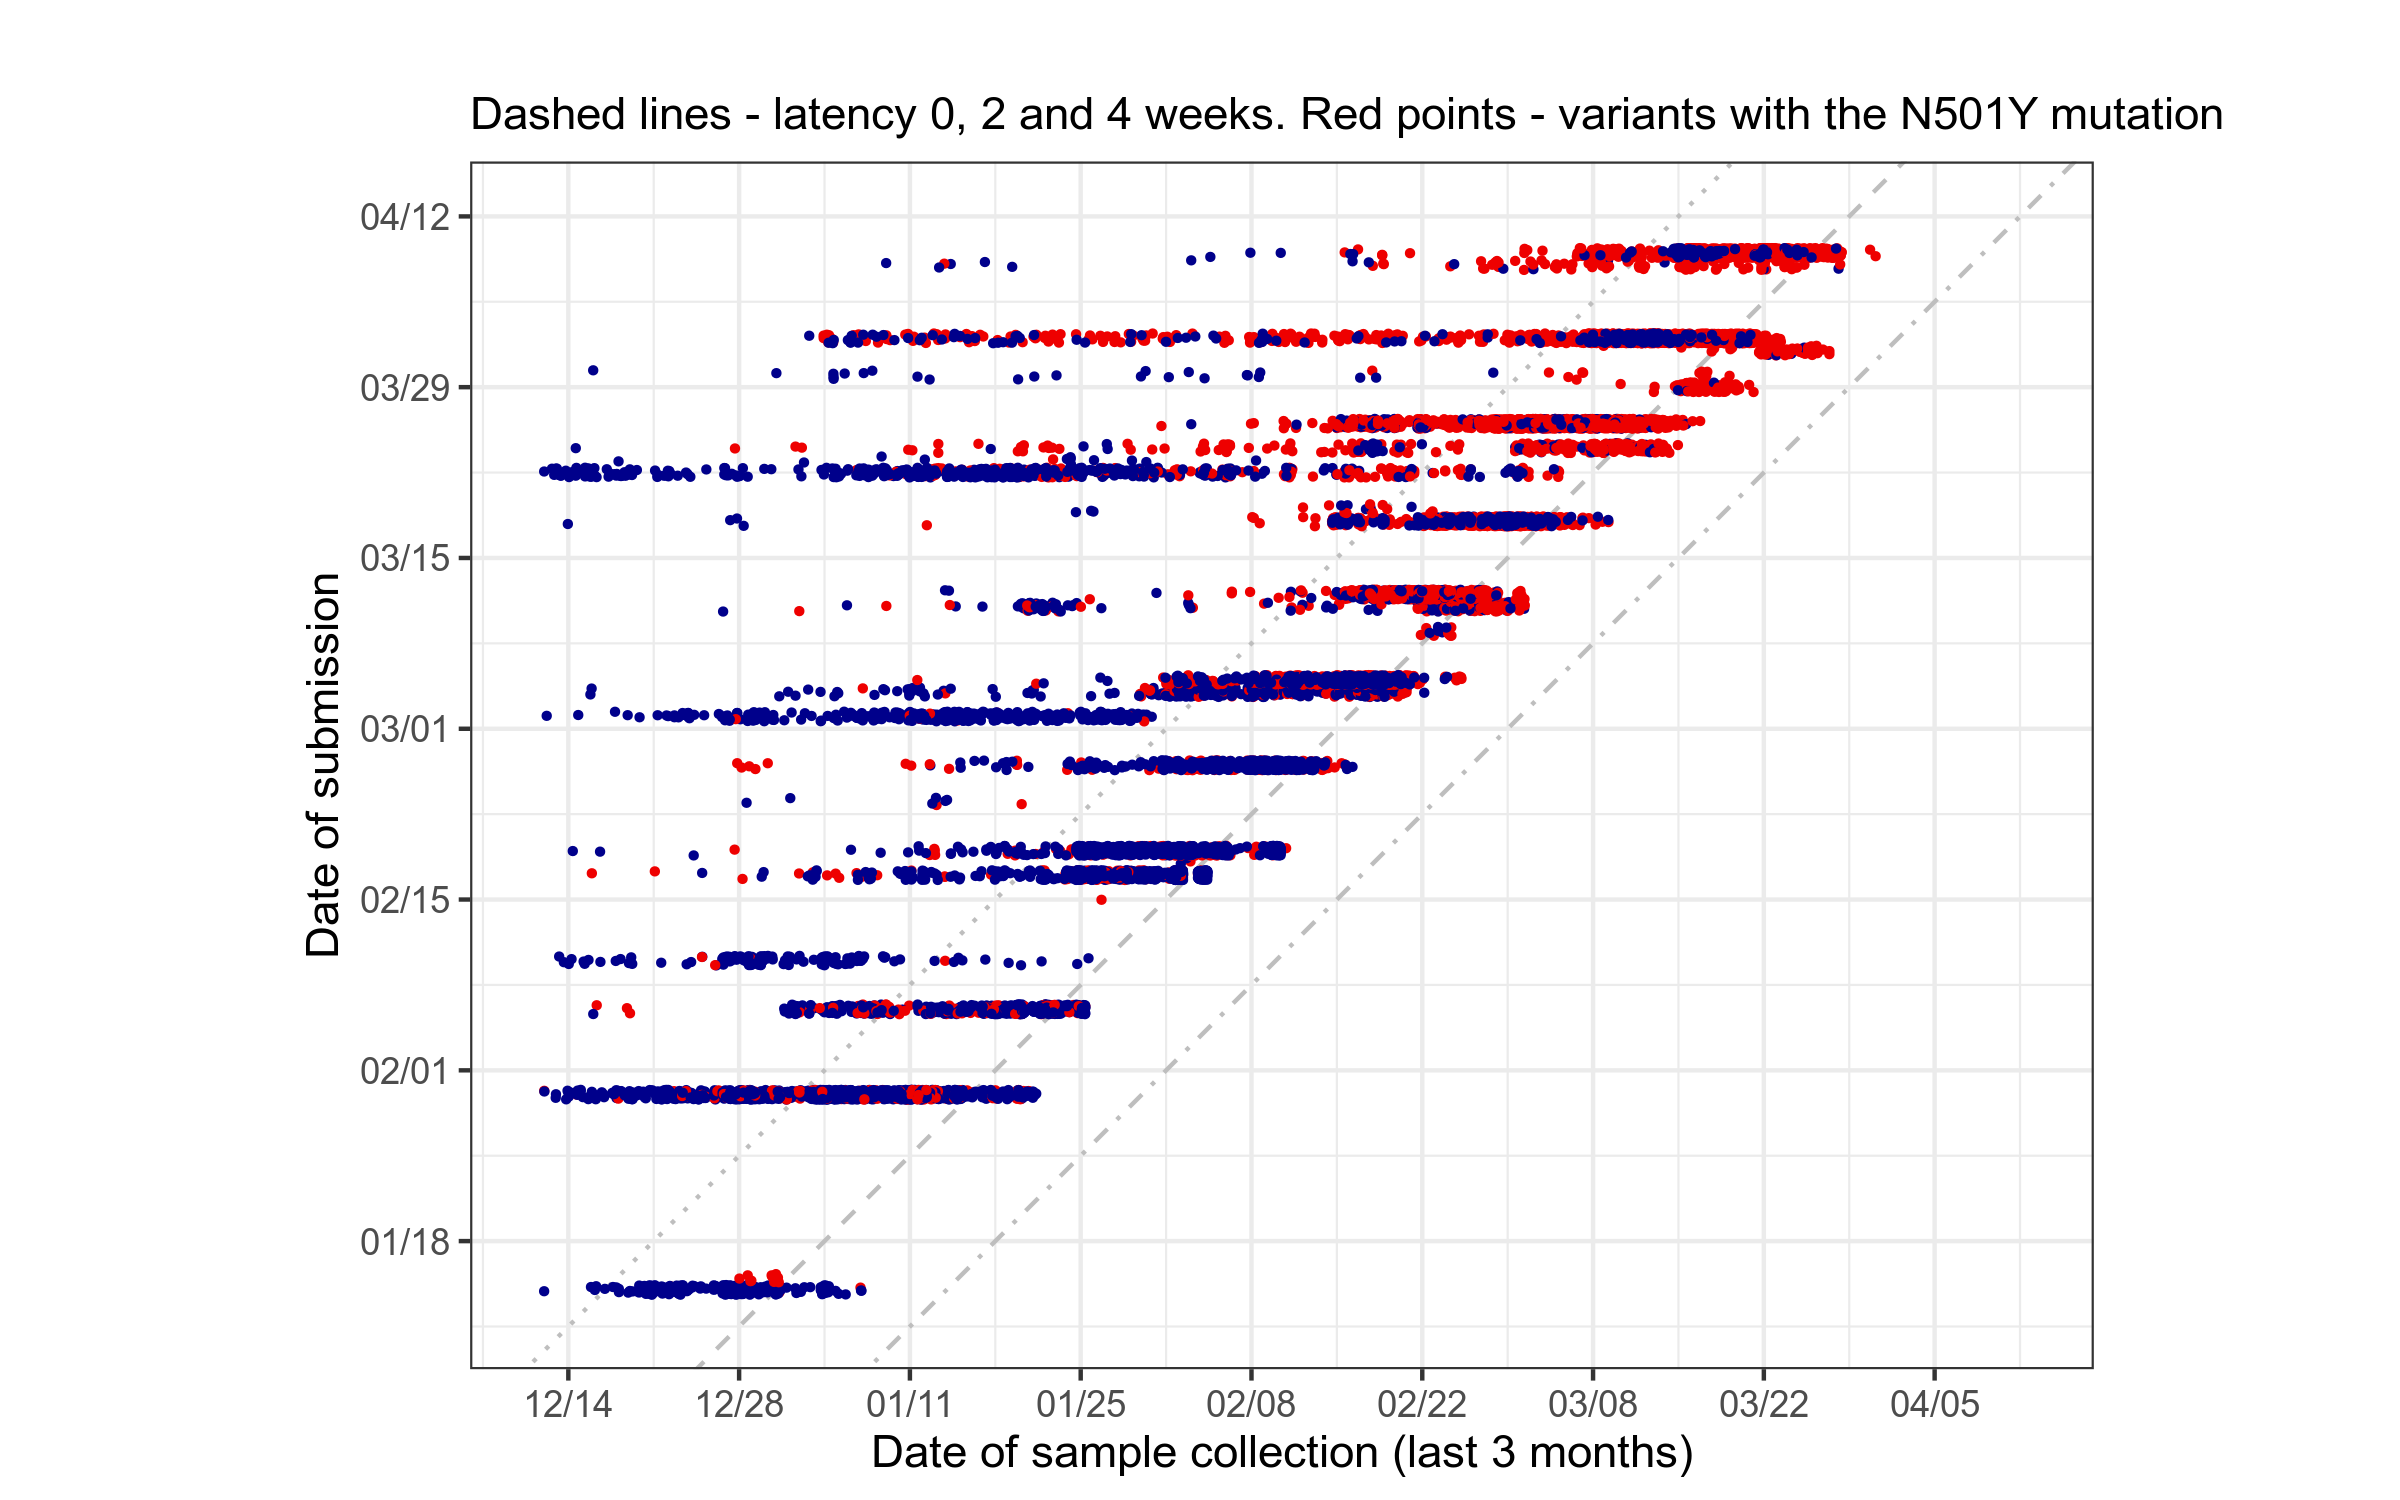 Dashed lines - latency 0, 2 and 4 weeks. Red points - variants with the N501Y mutation
04/12
03/29
03/15
03/01
02/15
02/01
01/18
Date of submission
12/14 12/28 01/11 01/25 02/08 02/22 03/08 03/22 04/05
Date of sample collection (last 3 months)